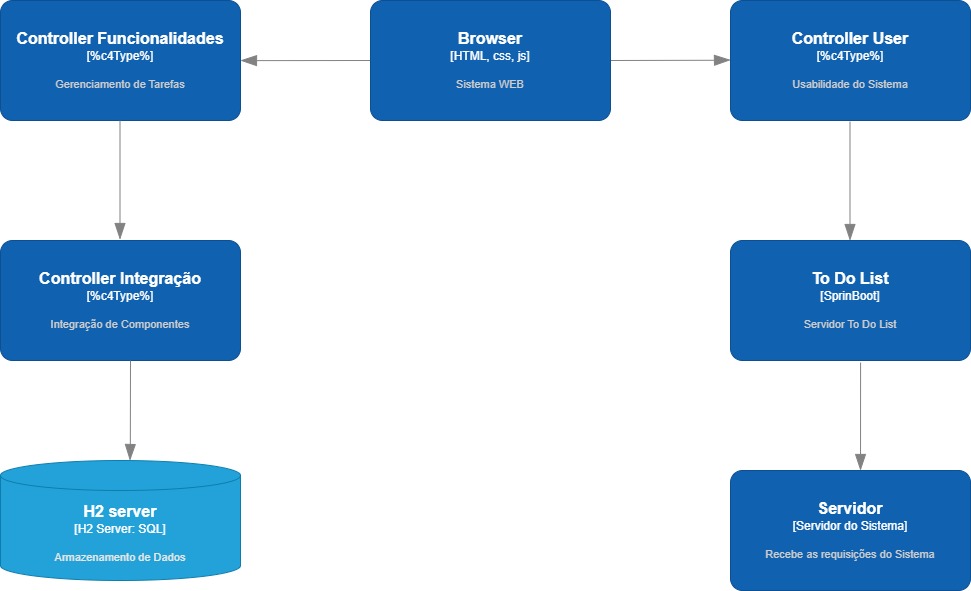 Controller Funcionalidades
[%c4Type%]
Gerenciamento de Tarefas
Browser
[HTML, css, js]
Sistema WEB
Controller User
[%c4Type%]
Usabilidade do Sistema
Controller Integração
[%c4Type%]
Integração de Componentes
To Do List
[SprinBoot]
Servidor To Do List
H2 server
[H2 Server: SQL]
Armazenamento de Dados
Servidor
[Servidor do Sistema]
Recebe as requisições do Sistema